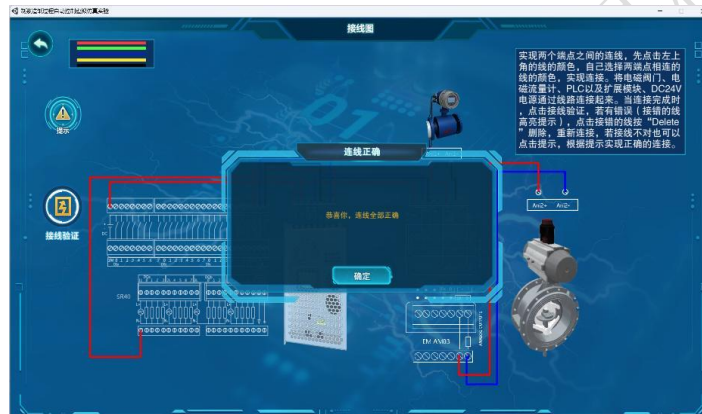 接线图
实现两个端点之间的连线，先点击左上
角的线的颜色，自己选择两端点相连的
线的颜色，实现连接。将电磁阀门、电
磁流量计、PLC以及扩展模块、DC24V
电源通过线路连接起来。当连接完成时
，点击接线验证，若有错误（接错的线
高亮提示），点击接错的线按“Delete
”删除，重新连接，若接线不对也可以
点击提示，根据提示实现正确的连接。
提示
连线正确
恭喜你，连线全部正确
确定
接线验证
Ani2+ Ani2-
SR40
EM AM03